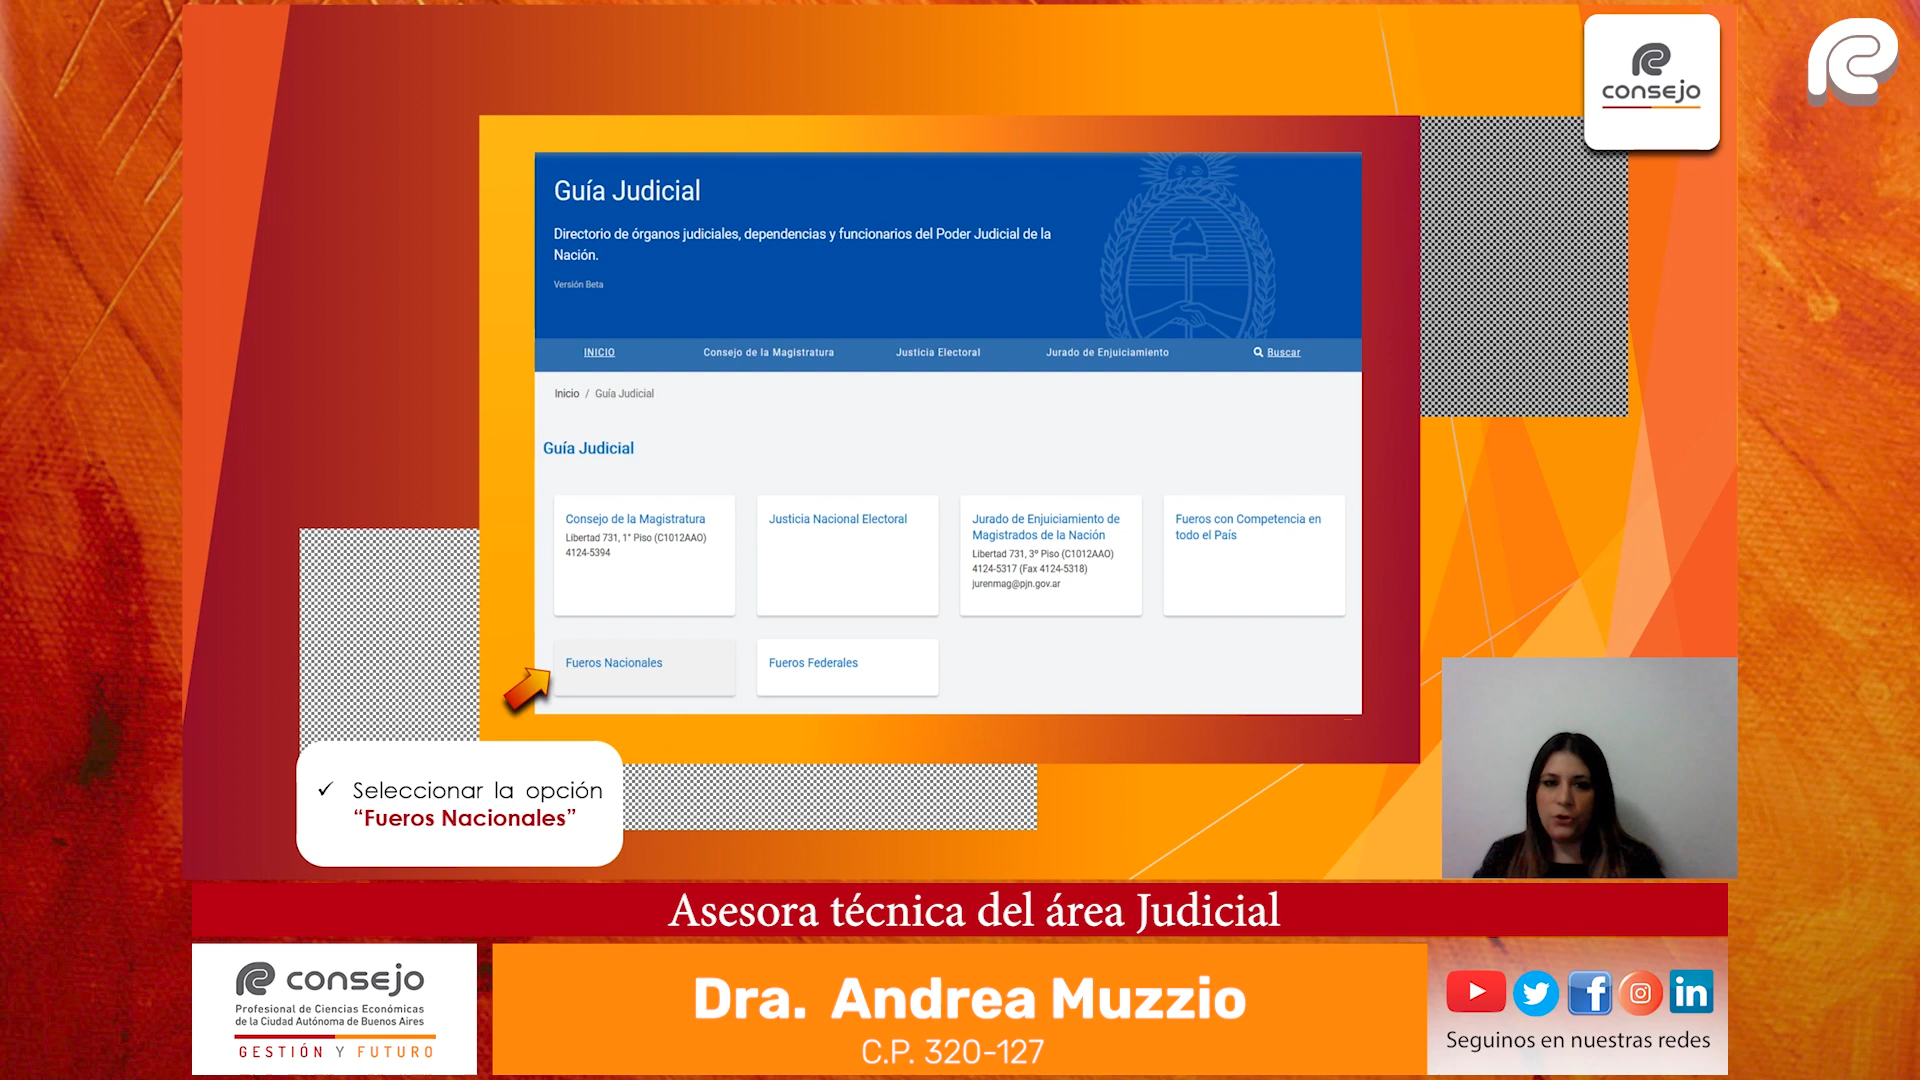 consejo
Guía Judicial
Directorio de órganos judiciales, dependencias y funcionarios del Poder Judicial de la
Nación.
Versión Beta
INICIO Consejo de la Magistratura Justicia Electoral Jurado de Enjuiciamiento Buscar
Inicio / Guía Judicial
Guía Judicial
Consejo de la Magistratura
Libertad 731, 1° Piso (C1012AAO)
4124-5394
Justicia Nacional Electoral
Jurado de Enjuiciamiento de
Magistrados de la Nación
Libertad 731, 3º Piso (C1012AAO)
4124-5317 (Fax 4124-5318)
jurenmag@pjn.gov.ar
Fueros con Competencia en
todo el País
Fueros Nacionales
Fueros Federales
✓ Seleccionar la opción
“Fueros Nacionales”
Asesora técnica del área Judicial
consejo
Profesional de Ciencias Económicas
de la Ciudad Autónoma de Buenos Aires
GESTIÓN Y FUTURO
Dra. Andrea Muzzio
C.P. 320-127
Seguinos en nuestras redes